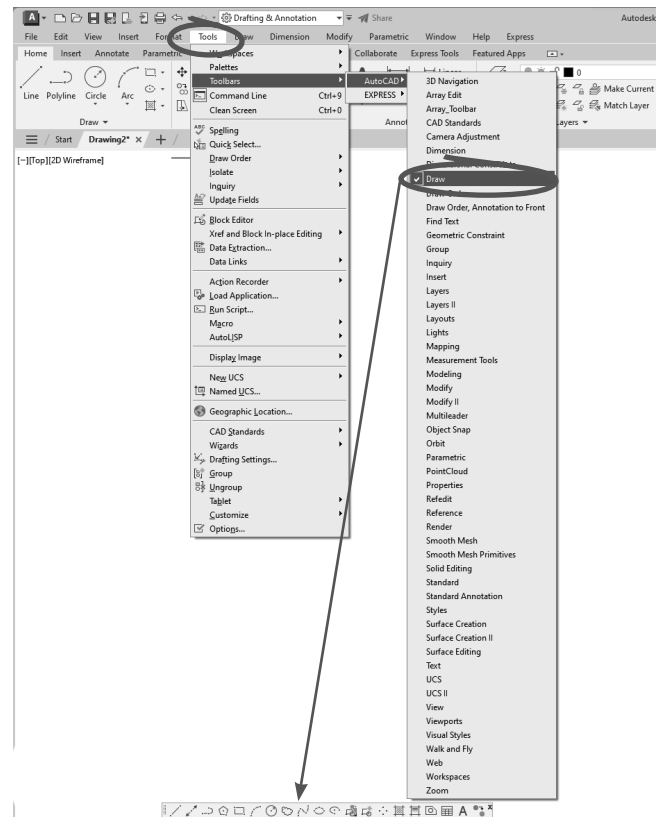 A Drafting & Annotation Share Autodesk
File Edit View Insert Format Tools Draw Dimension Modify Parametric Window Help Express
Home Insert Annotate Parametric Collaborate Express Tools Featured Apps
Line Polyline Circle Arc
Linear
0
Make Current
Match Layer
Draw Annot Layers
Start Drawing2*
[−][Top][2D Wireframe]
Workspaces
Palettes
Toolbars
Command Line Ctrl+9
Clean Screen Ctrl+0
ABC Spelling
Quick Select...
Draw Order
Isolate
Inquiry
Update Fields
Block Editor
Xref and Block In-place Editing
Data Extraction...
Data Links
Action Recorder
Load Application...
Run Script...
Macro
AutoLISP
Display Image
New UCS
Named UCS...
Geographic Location...
CAD Standards
Wizards
Drafting Settings...
Group
Ungroup
Tablet
Customize
Options...
AutoCAD
EXPRESS
3D Navigation
Array Edit
Array_Toolbar
CAD Standards
Camera Adjustment
Dimension
Draw
Draw Order, Annotation to Front
Find Text
Geometric Constraint
Group
Inquiry
Insert
Layers
Layers II
Layouts
Lights
Mapping
Measurement Tools
Modeling
Modify
Modify II
Multileader
Object Snap
Orbit
Parametric
PointCloud
Properties
Refedit
Reference
Render
Smooth Mesh
Smooth Mesh Primitives
Solid Editing
Standard
Standard Annotation
Styles
Surface Creation
Surface Creation II
Surface Editing
Text
UCS
UCS II
View
Viewports
Visual Styles
Walk and Fly
Web
Workspaces
Zoom
A